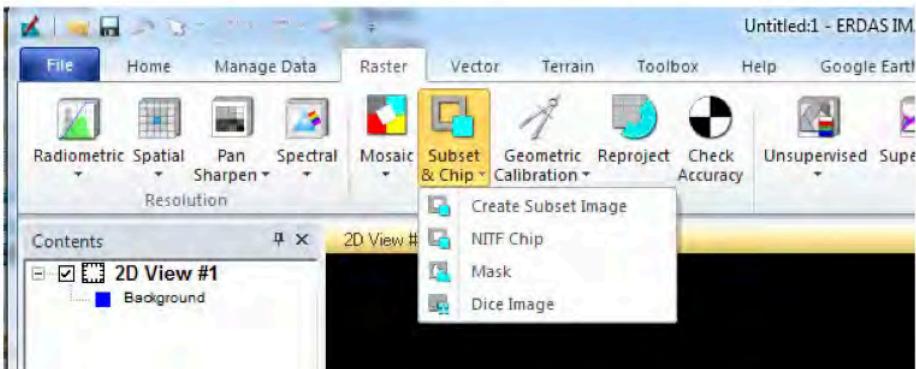 Untitled:1 - ERDAS IM
File Home Manage Data Raster Vector Terrain Toolbox Help Google Earth
Radiometric Spatial Pan Sharpen Spectral Mosaic Subset & Chip Geometric Calibration Reproject Check Accuracy Unsupervised Supe
Resolution
Create Subset Image
NITF Chip
Mask
Dice Image
Contents 2D View #
2D View #1
Background